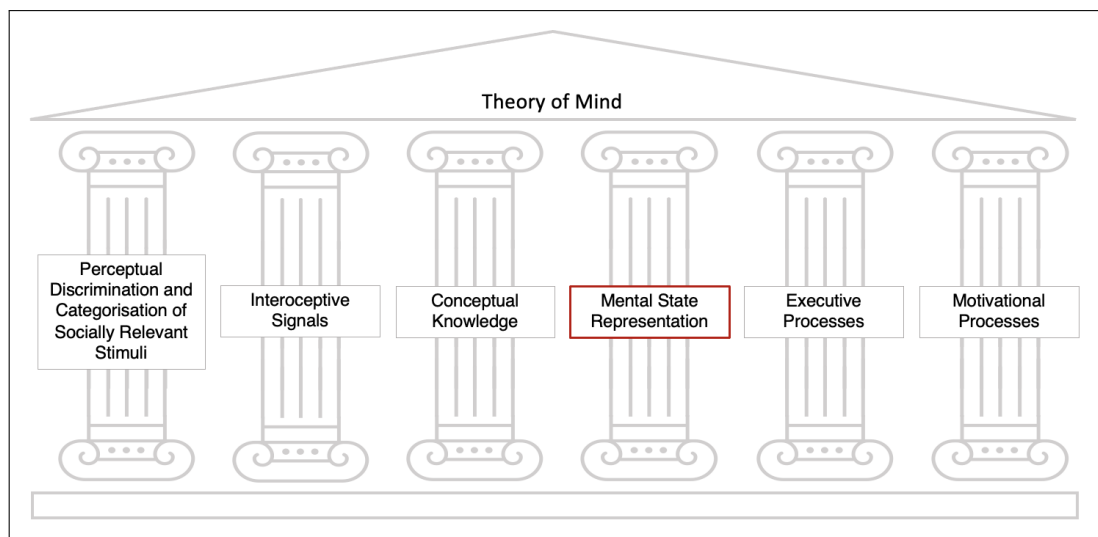 Theory of Mind
Perceptual
Discrimination and
Categorisation of
Socially Relevant
Stimuli
Interoceptive
Signals
Conceptual
Knowledge
Mental State
Representation
Executive
Processes
Motivational
Processes